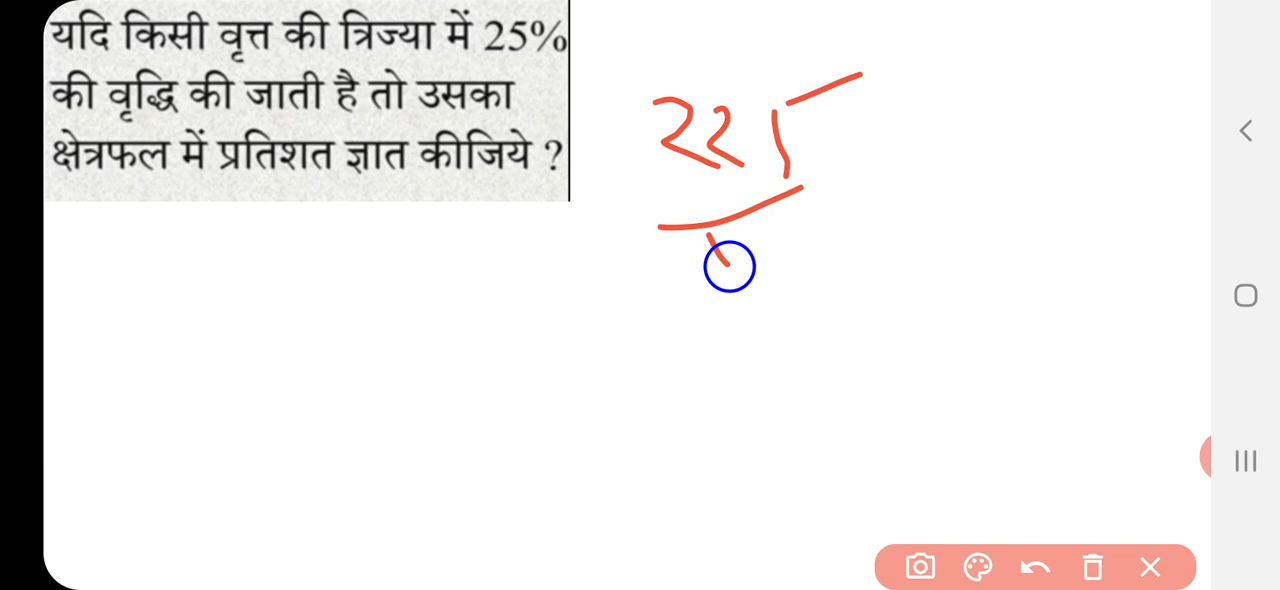 यदि किसी वृत्त की त्रिज्या में 25%
की वृद्धि की जाती है तो उसका
क्षेत्रफल में प्रतिशत ज्ञात कीजिये ?
225